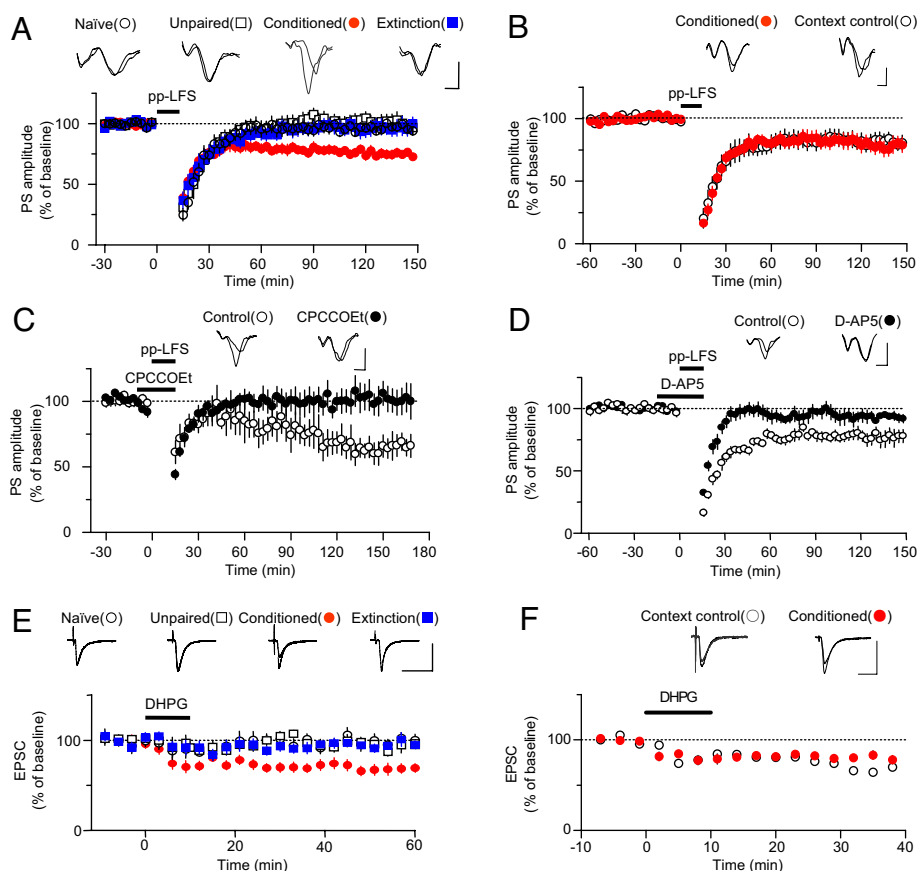 A
Naïve(○) Unpaired(□) Conditioned(●) Extinction(■)
pp-LFS
PS amplitude
(% of baseline)
100
50
0
-30 0 30 60 90 120 150
Time (min)
B
Conditioned(●) Context control(○)
pp-LFS
PS amplitude
(% of baseline)
100
50
0
-60 -30 0 30 60 90 120 150
Time (min)
C
Control(○) CPCCOEt(●)
pp-LFS
CPCCOEt
PS amplitude
(% of baseline)
100
50
0
-30 0 30 60 90 120 150 180
Time (min)
D
Control(○) D-AP5(●)
pp-LFS
D-AP5
PS amplitude
(% of baseline)
100
50
0
-60 -30 0 30 60 90 120 150
Time (min)
E
Naïve(○) Unpaired(□) Conditioned(●) Extinction(■)
DHPG
EPSC
(% of baseline)
100
0
0 20 40 60
Time (min)
F
Context control(○) Conditioned(●)
DHPG
EPSC
(% of baseline)
100
0
-10 0 10 20 30 40
Time (min)